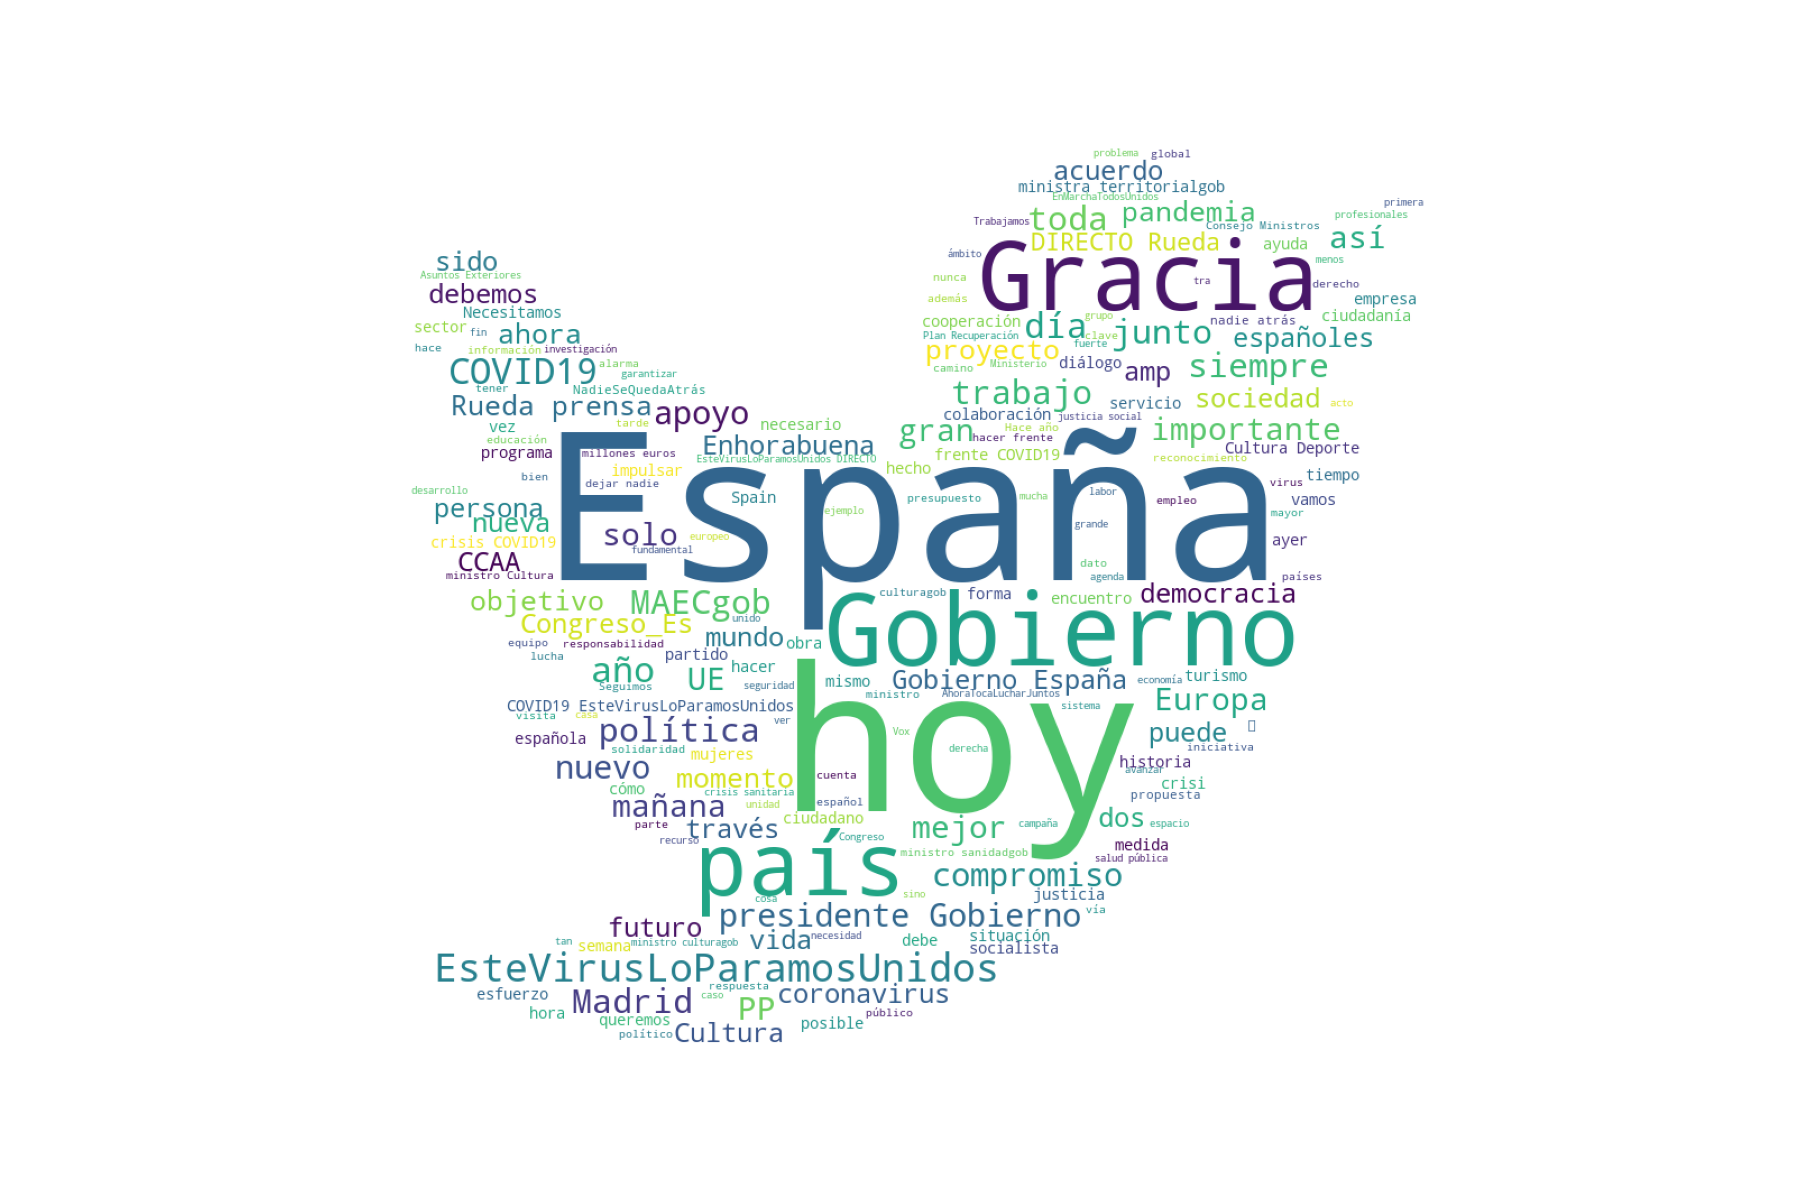 problema
global
acuerdo
ministra territorialgob
EnMarchaTodosUnidos
primera
toda
pandemia
profesionales
Trabajamos
Consejo Ministros
DIRECTO Rueda
ayuda
así
sido
ámbito
Gracia
menos
Asuntos Exteriores
nunca
tra
derecho
debemos
además
empresa
Necesitamos
cooperación
día
grupo
junto
nadie atrás
ciudadanía
sector
fin
ahora
Plan Recuperación
clave
españoles
hace
información
investigación
proyecto
fuerte
COVID19
alarma
camino
Ministerio
diálogo
amp
siempre
garantizar
tener
NadieSeQuedaAtrás
trabajo
servicio
sociedad
acto
Rueda prensa
apoyo
colaboración
justicia social
vez
tarde
necesario
gran
Hace año
importante
educación
hacer frente
programa
millones euros
Enhorabuena
frente COVID19
Cultura Deporte
EsteVirusLoParamosUnidos DIRECTO
reconocimiento
bien
impulsar
hecho
tiempo
dejar nadie
virus
desarrollo
España
Spain
presupuesto
mucha
labor
empleo
vamos
persona
ejemplo
mayor
nueva
solo
grande
crisis COVID19
europeo
ayer
fundamental
CCAA
dato
ministro Cultura
agenda
países
objetivo
MAECgob
culturagob
forma
encuentro
democracia
Congreso_Es
unido
Gobierno
equipo
responsabilidad
mundo
obra
lucha
partido
año
hacer
UE
Seguimos
seguridad
mismo
Gobierno España
economía
turismo
ministro
AhoraTocaLucharJuntos
COVID19 EsteVirusLoParamosUnidos
hoy
sistema
Europa
visita
casa
ver
política
española
Vox
puede
solidaridad
mujeres
derecha
iniciativa
nuevo
momento
cuenta
historia
avanzar
cómo
crisis sanitaria
crisi
mañana
unidad
español
propuesta
ciudadano
parte
través
Congreso
mejor
campaña
dos
espacio
recurso
medida
país
ministro sanidadgob
salud pública
compromiso
cosa
sino
justicia
presidente Gobierno
vía
futuro
tan
semana
ministro culturagob
vida
necesidad
debe
situación
socialista
EsteVirusLoParamosUnidos
esfuerzo
Madrid
respuesta
caso
coronavirus
hora
queremos
PP
público
político
Cultura
posible